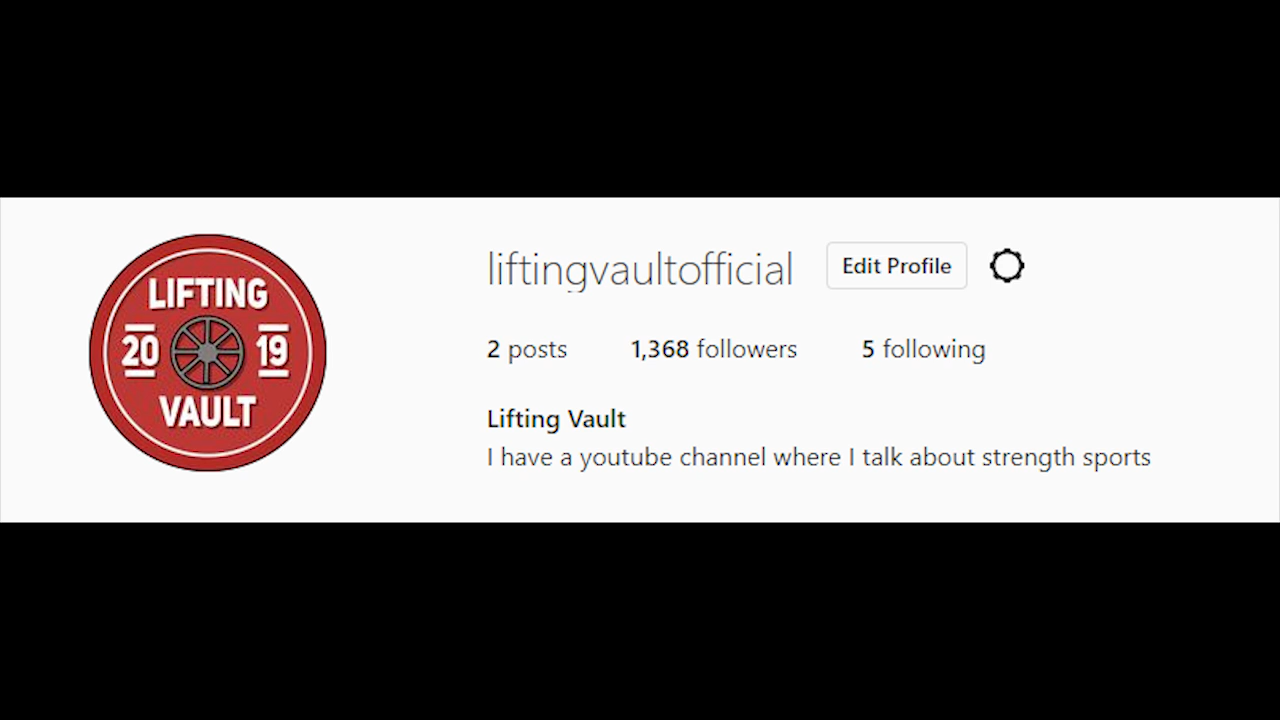 LIFTING
20 19
VAULT
liftingvaultofficial Edit Profile
2 posts 1,368 followers 5 following
Lifting Vault
I have a youtube channel where I talk about strength sports